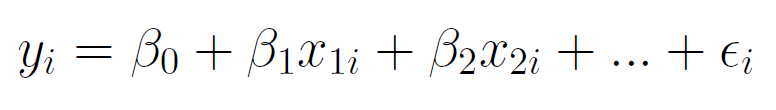 yᵢ = β₀ + β₁x₁ᵢ + β₂x₂ᵢ + ... + ϵᵢ